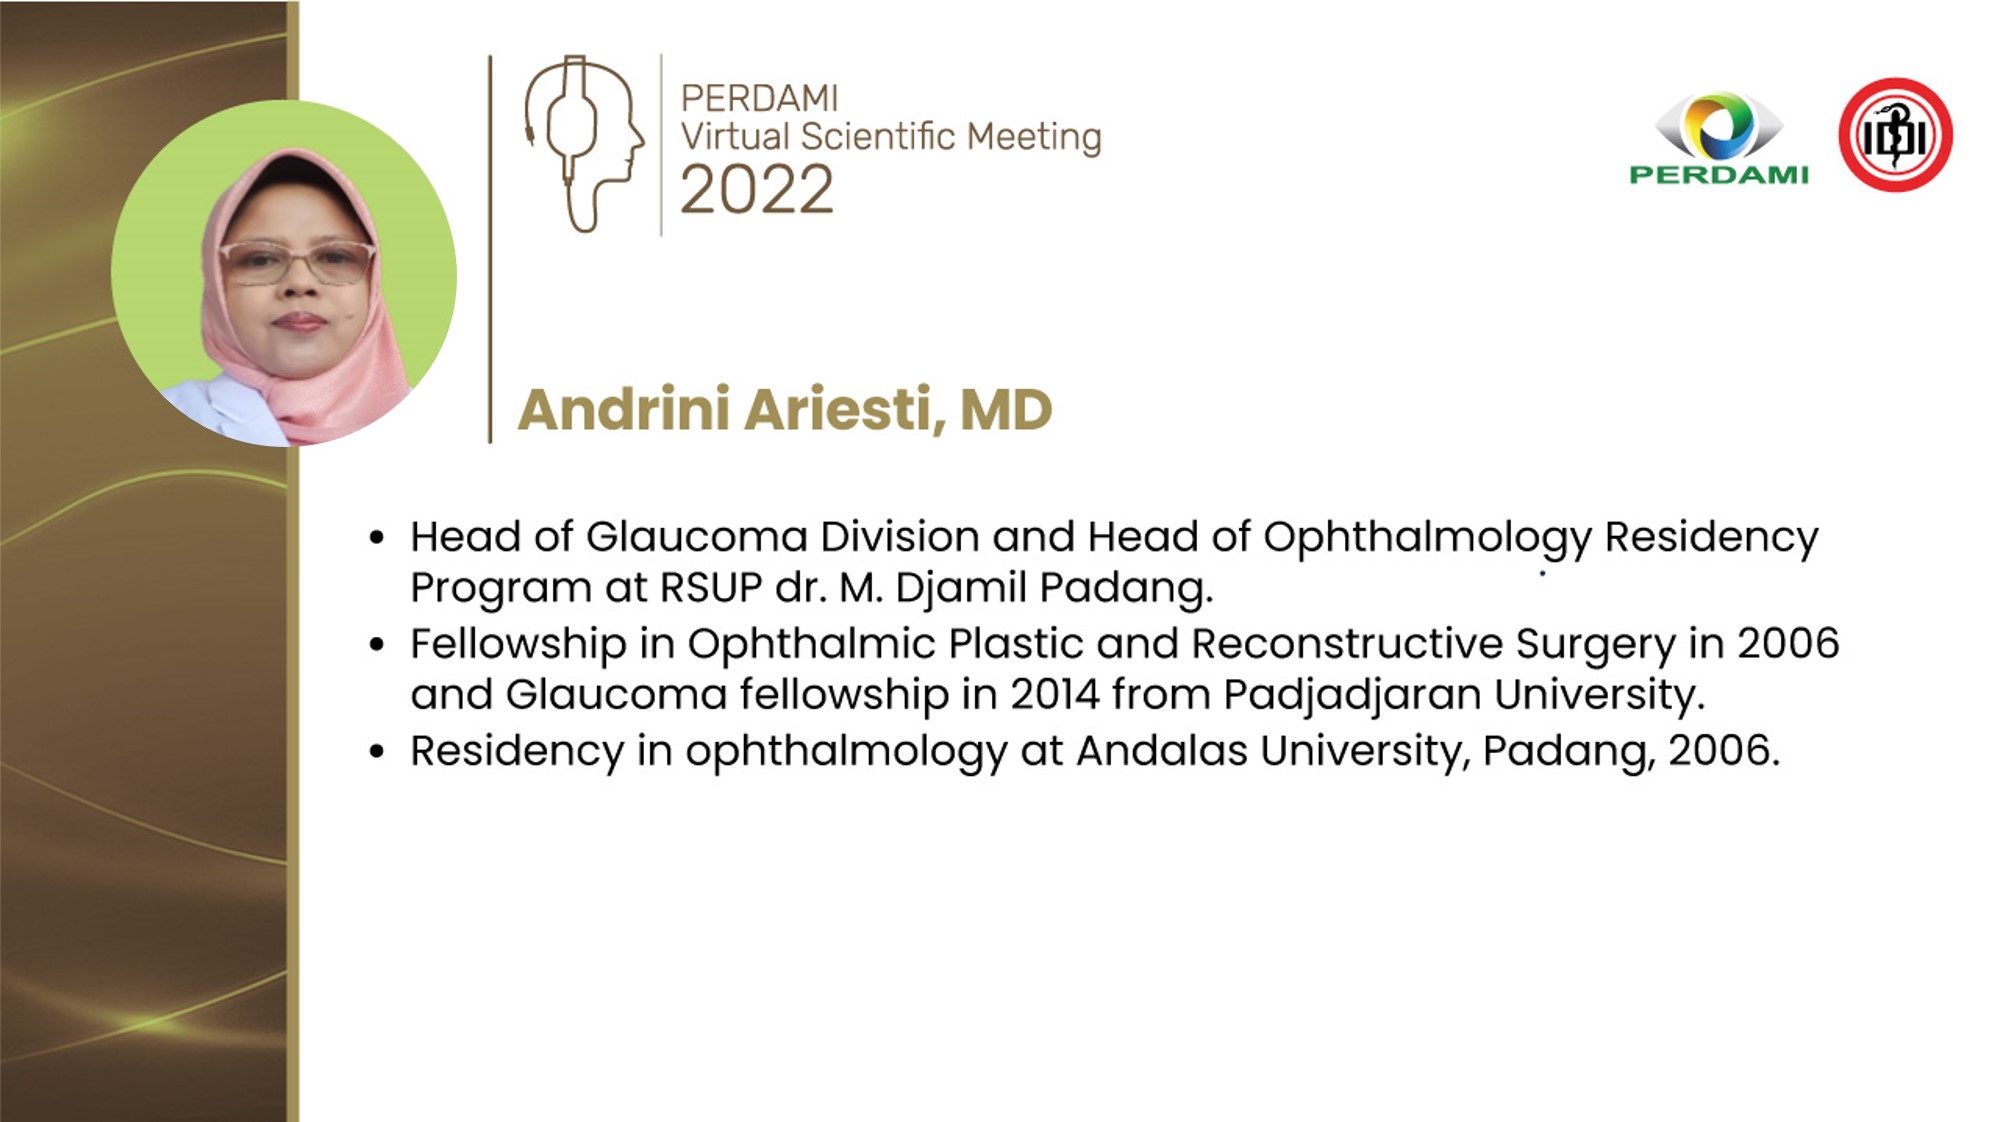 PERDAMI
Virtual Scientific Meeting
2022
PERDAMI
IDI
Andrini Ariesti, MD
• Head of Glaucoma Division and Head of Ophthalmology Residency
Program at RSUP dr. M. Djamil Padang.
• Fellowship in Ophthalmic Plastic and Reconstructive Surgery in 2006
and Glaucoma fellowship in 2014 from Padjadjaran University.
• Residency in ophthalmology at Andalas University, Padang, 2006.